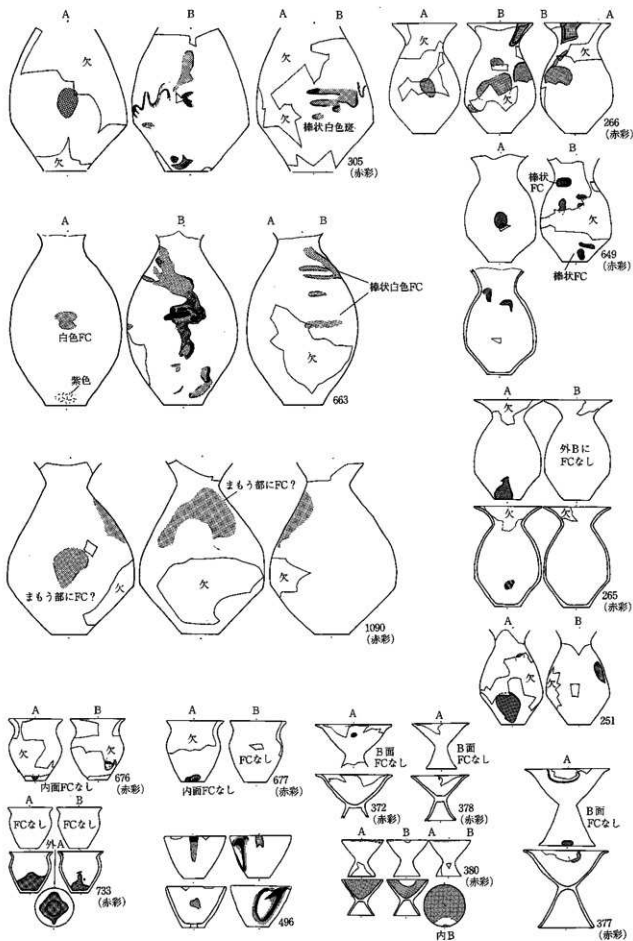 A
B
A B
欠
欠
欠
棒状白色斑
305
(赤彩)
A
B
B A
欠
欠
欠
266
(赤彩)
A
B
棒状
FC
欠
棒状FC
649
(赤彩)
A
B
A B
白色FC
紫色
棒状白色FC
欠
663
A
B
欠
外Bに
FCなし
欠
欠
265
(赤彩)
まもう部にFC?
まもう部にFC?
欠
欠
欠
1090
(赤彩)
A
B
欠
欠
251
A
B
欠
欠
内面FCなし
676
(赤彩)
A
B
欠
FCなし
内面FCなし
677
(赤彩)
A
B面
FCなし
372
(赤彩)
A
B面
FCなし
378
(赤彩)
A
B面
FCなし
377
(赤彩)
A
B
FCなし
FCなし
外A
733
(赤彩)
496
A
B
A B
380
(赤彩)
内B